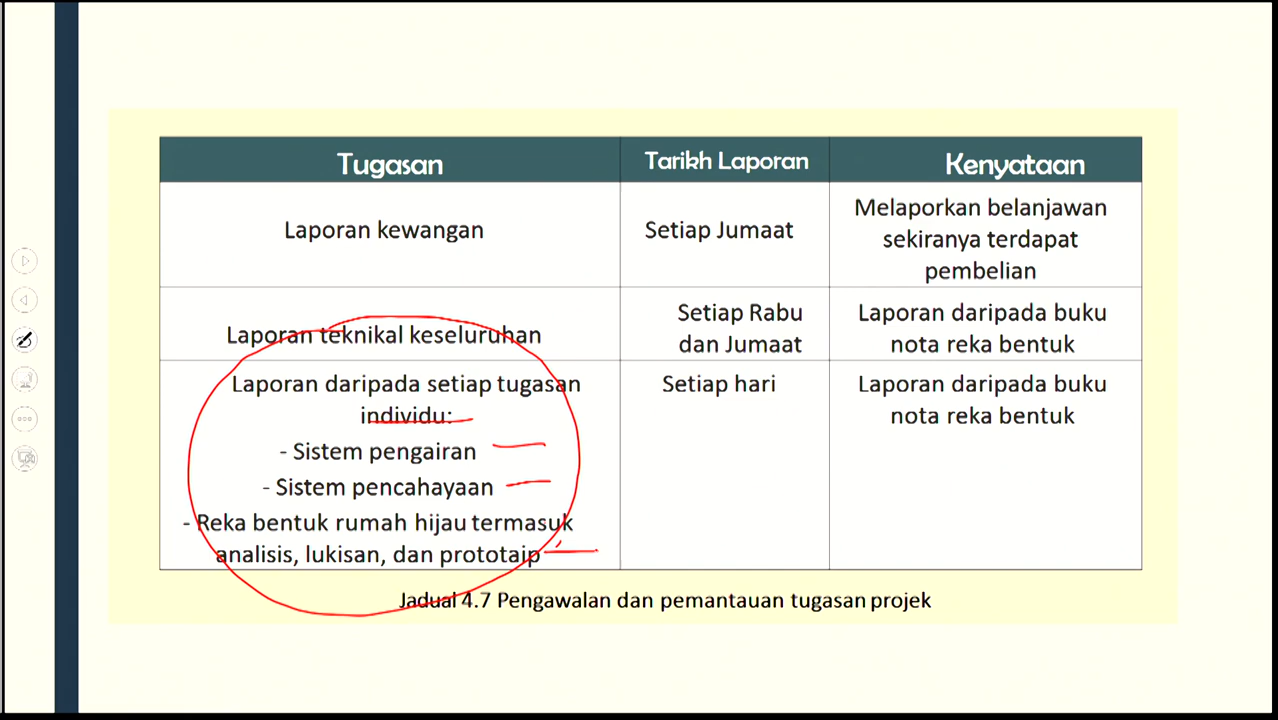 Tugasan
Tarikh Laporan
Kenyataan
Laporan kewangan
Setiap Jumaat
Melaporkan belanjawan
sekiranya terdapat
pembelian
Laporan teknikal keseluruhan
Setiap Rabu
dan Jumaat
Laporan daripada buku
nota reka bentuk
Laporan daripada setiap tugasan
individu:
- Sistem pengairan
- Sistem pencahayaan
- Reka bentuk rumah hijau termasuk
analisis, lukisan, dan prototaip
Setiap hari
Laporan daripada buku
nota reka bentuk
Jadual 4.7 Pengawalan dan pemantauan tugasan projek